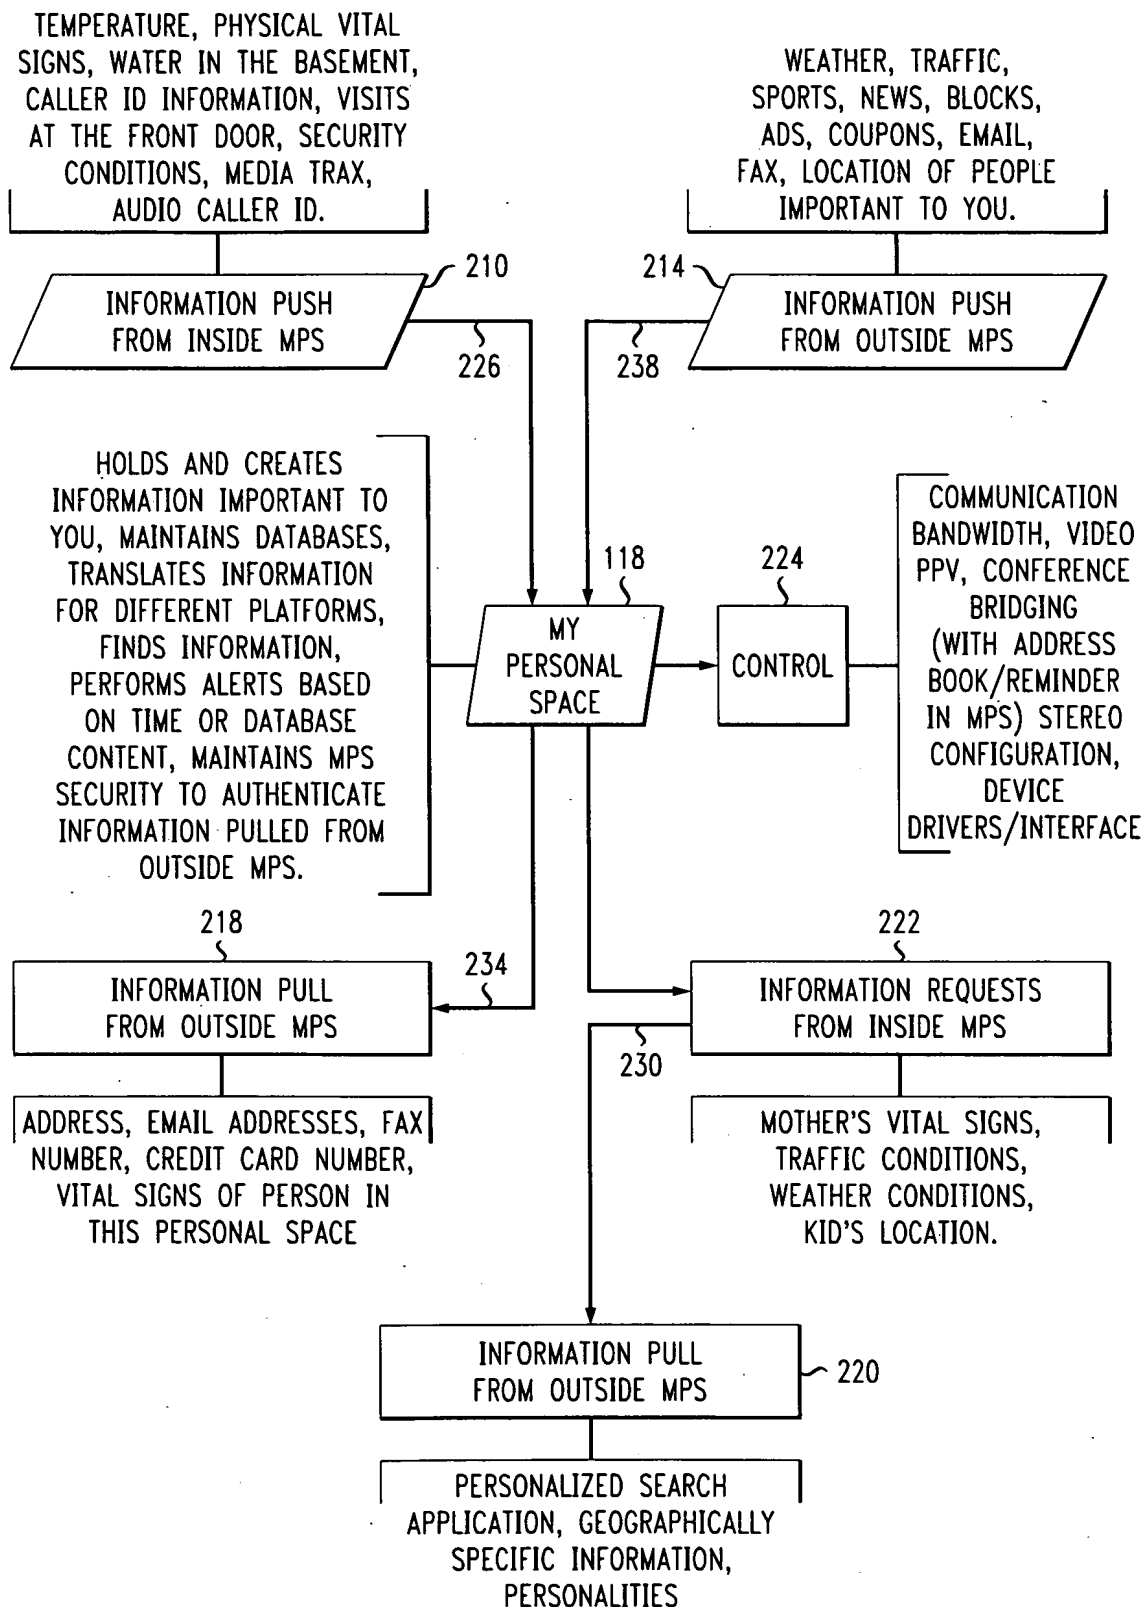 TEMPERATURE, PHYSICAL VITAL
SIGNS, WATER IN THE BASEMENT,
CALLER ID INFORMATION, VISITS
AT THE FRONT DOOR, SECURITY
CONDITIONS, MEDIA TRAX,
AUDIO CALLER ID.
WEATHER, TRAFFIC,
SPORTS, NEWS, BLOCKS,
ADS, COUPONS, EMAIL,
FAX, LOCATION OF PEOPLE
IMPORTANT TO YOU.
210
INFORMATION PUSH
FROM INSIDE MPS
226
214
INFORMATION PUSH
FROM OUTSIDE MPS
238
HOLDS AND CREATES
INFORMATION IMPORTANT TO
YOU, MAINTAINS DATABASES,
TRANSLATES INFORMATION
FOR DIFFERENT PLATFORMS,
FINDS INFORMATION,
PERFORMS ALERTS BASED
ON TIME OR DATABASE
CONTENT, MAINTAINS MPS
SECURITY TO AUTHENTICATE
INFORMATION PULLED FROM
OUTSIDE MPS.
118
MY
PERSONAL
SPACE
224
CONTROL
COMMUNICATION
BANDWIDTH, VIDEO
PPV, CONFERENCE
BRIDGING
(WITH ADDRESS
BOOK/REMINDER
IN MPS) STEREO
CONFIGURATION,
DEVICE
DRIVERS/INTERFACE
218
INFORMATION PULL
FROM OUTSIDE MPS
234
ADDRESS, EMAIL ADDRESSES, FAX
NUMBER, CREDIT CARD NUMBER,
VITAL SIGNS OF PERSON IN
THIS PERSONAL SPACE
222
INFORMATION REQUESTS
FROM INSIDE MPS
230
MOTHER'S VITAL SIGNS,
TRAFFIC CONDITIONS,
WEATHER CONDITIONS,
KID'S LOCATION.
INFORMATION PULL
FROM OUTSIDE MPS
220
PERSONALIZED SEARCH
APPLICATION, GEOGRAPHICALLY
SPECIFIC INFORMATION,
PERSONALITIES